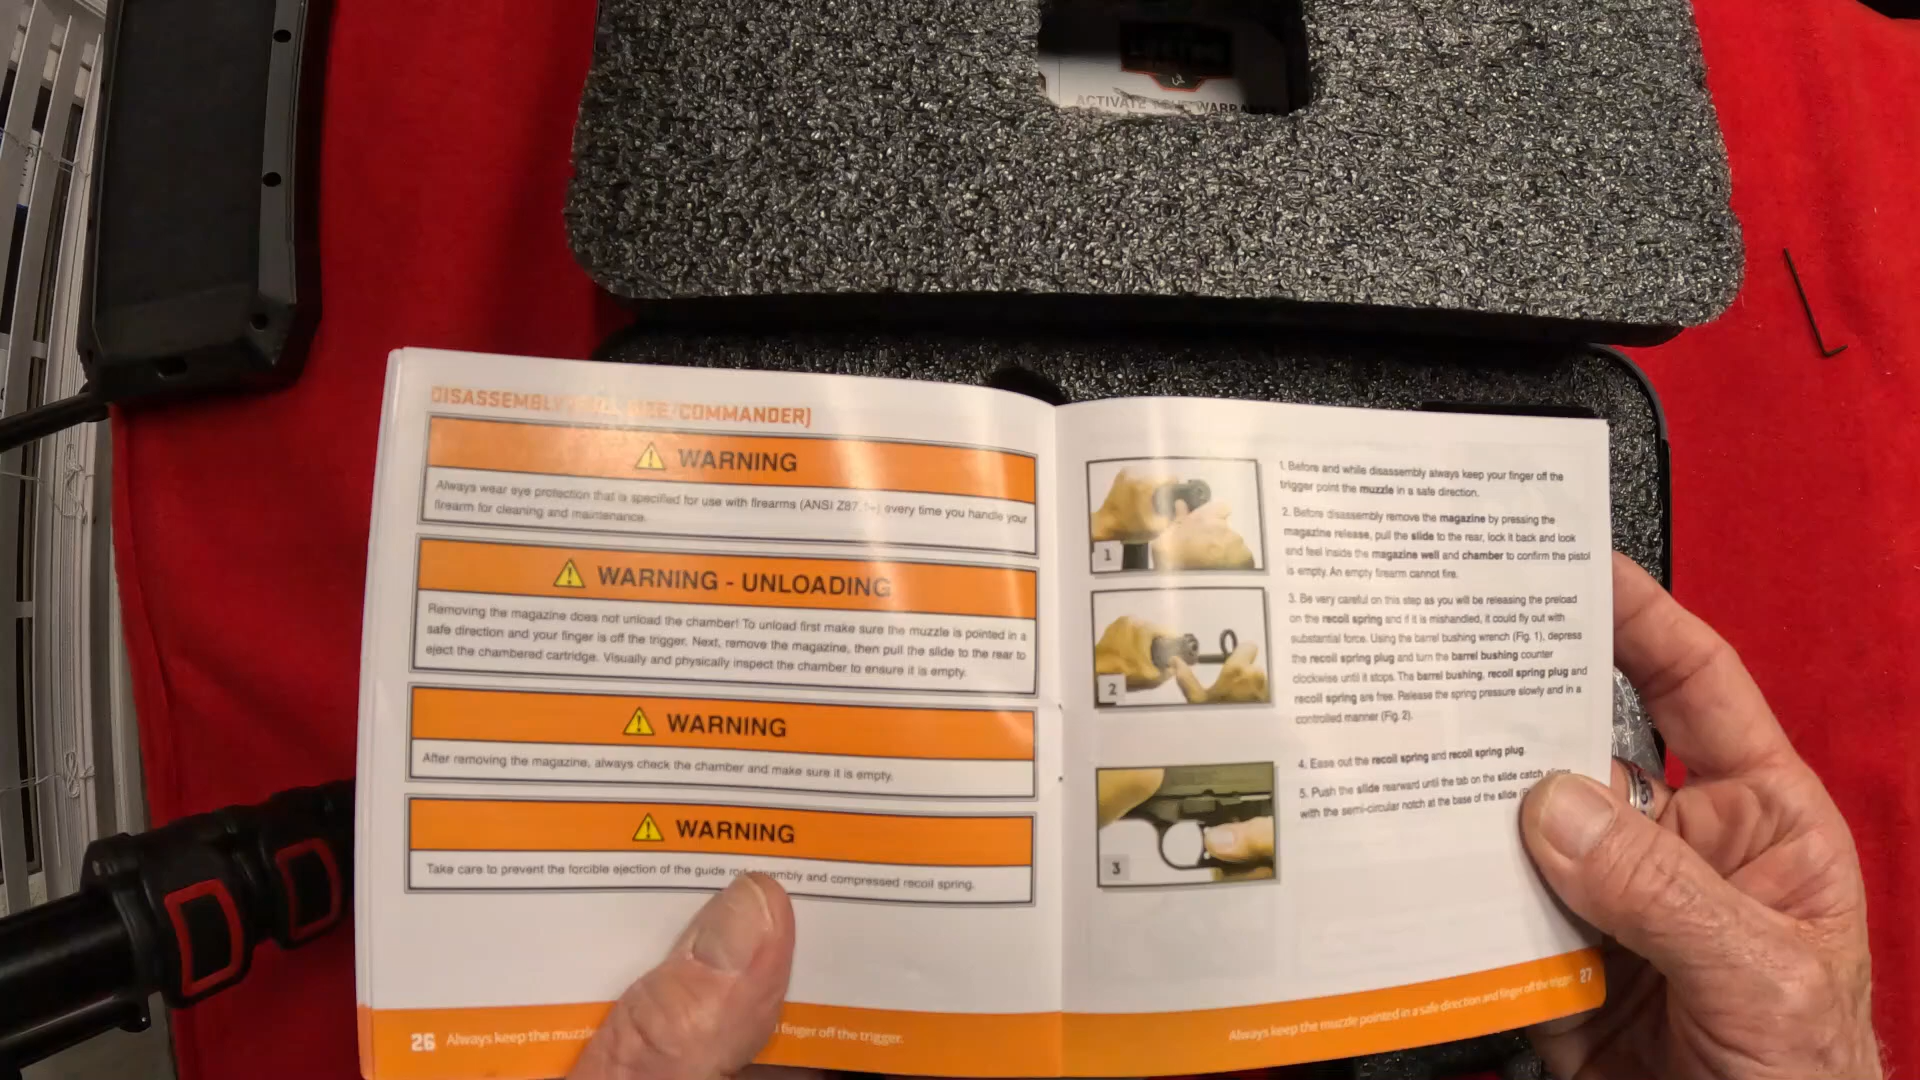 ACTIVATE YOUR WARRANTY
DISASSEMBLY (FULL SIZE/COMMANDER)
WARNING
Always wear eye protection that is specified for use with firearms (ANSI Z87.1+) every time you handle your
firearm for cleaning and maintenance.
WARNING - UNLOADING
Removing the magazine does not unload the chamber! To unload first make sure the muzzle is pointed in a
safe direction and your finger is off the trigger. Next, remove the magazine, then pull the slide to the rear to
eject the chambered cartridge. Visually and physically inspect the chamber to ensure it is empty.
WARNING
After removing the magazine, always check the chamber and make sure it is empty.
WARNING
Take care to prevent the forcible ejection of the guide rod assembly and compressed recoil spring.
26 Always keep the muzzle finger off the trigger.
1
2
3
1. Before and while disassembly always keep your finger off the
trigger point the muzzle in a safe direction.
2. Before disassembly remove the magazine by pressing the
magazine release, pull the slide to the rear, lock it back and look
and feel inside the magazine well and chamber to confirm the pistol
is empty. An empty firearm cannot fire.
3. Be very careful on this step as you will be releasing the preload
on the recoil spring and if it is mishandled, it could fly out with
substantial force. Using the barrel bushing wrench (Fig. 1), depress
the recoil spring plug and turn the barrel bushing counter
clockwise until it stops. The barrel bushing, recoil spring plug and
recoil spring are free. Release the spring pressure slowly and in a
controlled manner (Fig. 2).
4. Ease out the recoil spring and recoil spring plug.
5. Push the slide rearward until the tab on the slide catch aligns
with the semi-circular notch at the base of the slide
Always keep the muzzle pointed in a safe direction and finger off the trigger. 27